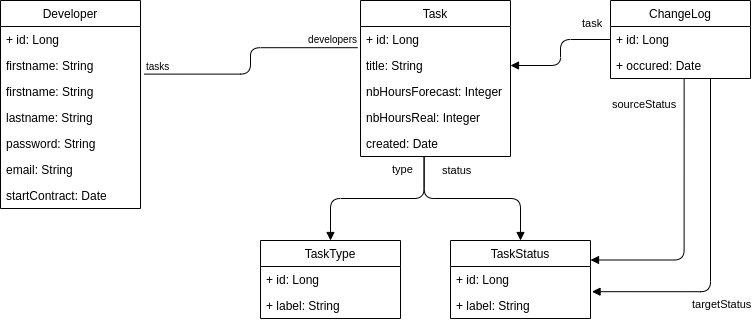 Developer
+ id: Long
firstname: String
firstname: String
lastname: String
password: String
email: String
startContract: Date
tasks
developers
Task
+ id: Long
title: String
nbHoursForecast: Integer
nbHoursReal: Integer
created: Date
task
ChangeLog
+ id: Long
+ occured: Date
sourceStatus
type
status
TaskType
+ id: Long
+ label: String
TaskStatus
+ id: Long
+ label: String
targetStatus